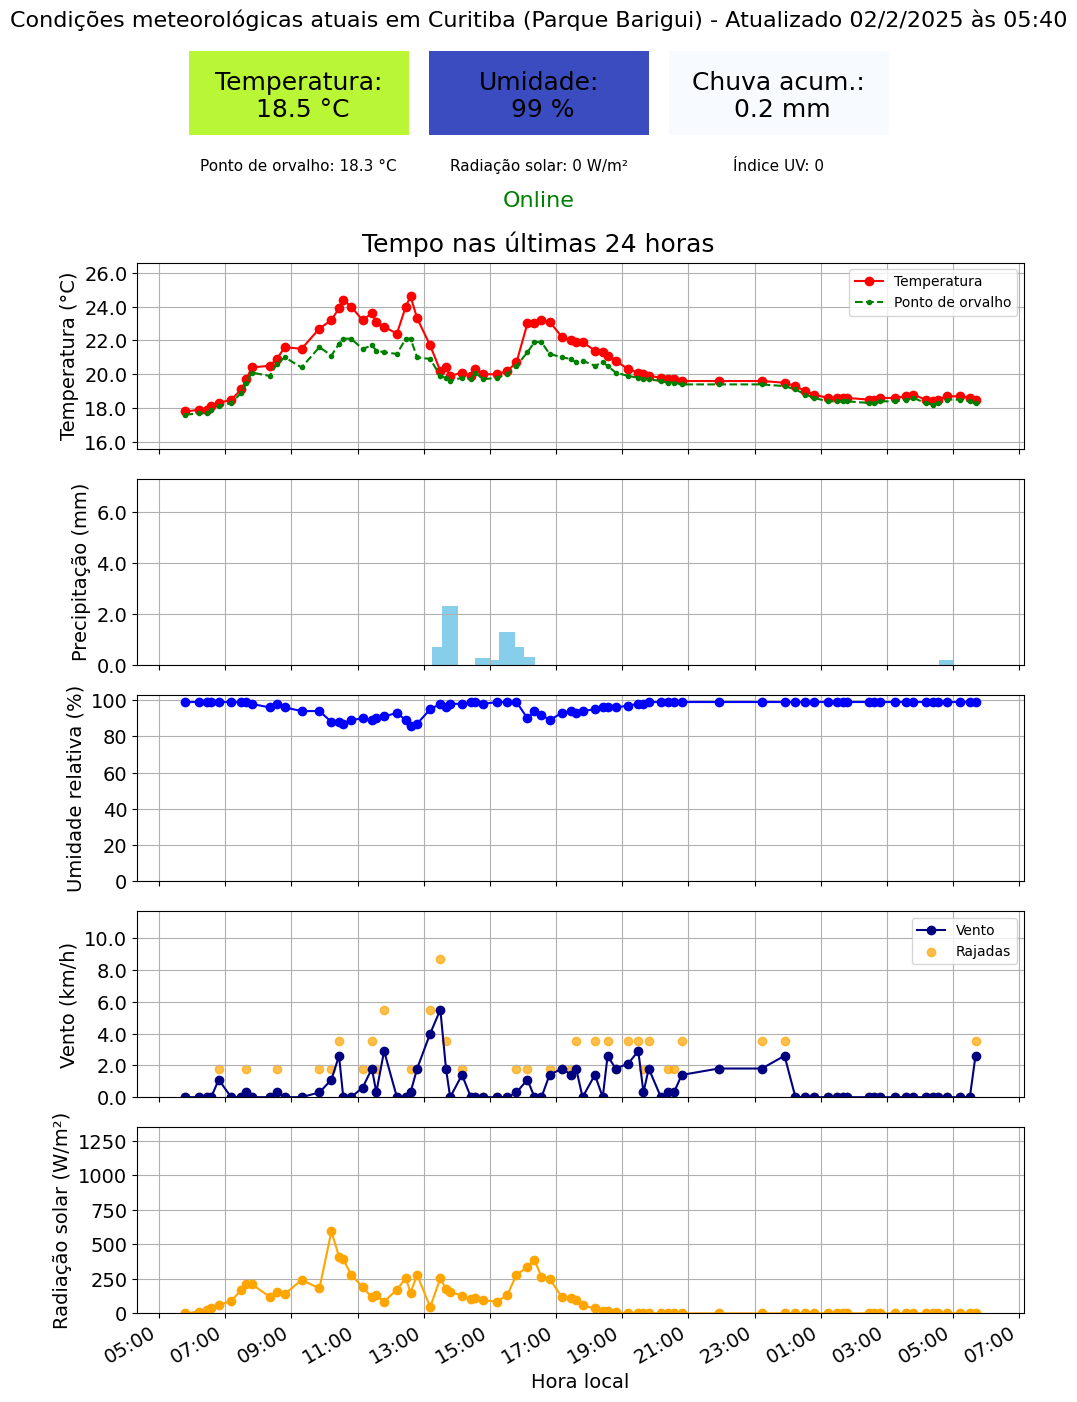 Condições meteorológicas atuais em Curitiba (Parque Barigui) - Atualizado 02/2/2025 às 05:40
Temperatura:
18.5 °C
Umidade:
99 %
Chuva acum.:
0.2 mm
Ponto de orvalho: 18.3 °C
Radiação solar: 0 W/m²
Índice UV: 0
Online
Tempo nas últimas 24 horas
Temperatura (°C)
26.0
24.0
22.0
20.0
18.0
16.0
Temperatura
Ponto de orvalho
Precipitação (mm)
6.0
4.0
2.0
0.0
Umidade relativa (%)
100
80
60
40
20
0
Vento (km/h)
10.0
8.0
6.0
4.0
2.0
0.0
Vento
Rajadas
Radiação solar (W/m²)
1250
1000
750
500
250
0
05:00
07:00
09:00
11:00
13:00
15:00
17:00
19:00
21:00
23:00
01:00
03:00
05:00
07:00
Hora local